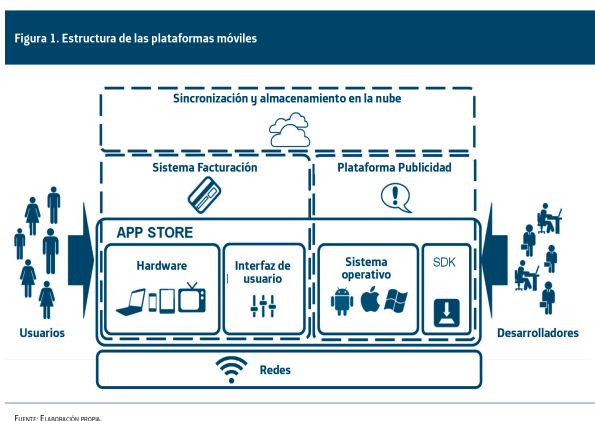 Figura 1. Estructura de las plataformas móviles
Sincronización y almacenamiento en la nube
Sistema Facturación
Plataforma Publicidad
APP STORE
Hardware
Interfaz de
usuario
Sistema
operativo
SDK
Usuarios
Desarrolladores
Redes
FUENTE: ELABORACIÓN PROPIA.